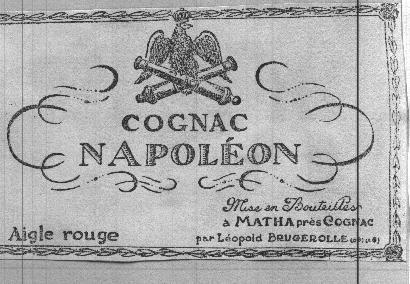 COGNAC
NAPOLÉON
Mise en Bouteilles
à MATHA près COGNAC
Aigle rouge
par Léopold BRUGEROLLE